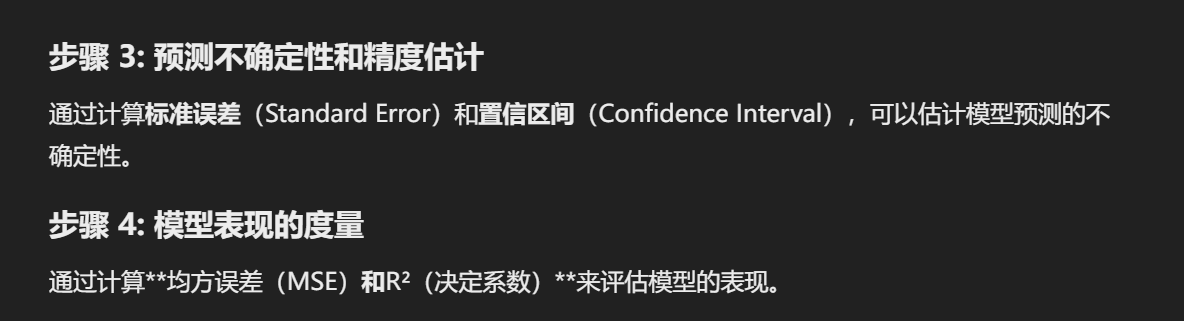 步骤 3: 预测不确定性和精度估计
通过计算标准误差（Standard Error）和置信区间（Confidence Interval），可以估计模型预测的不
确定性。
步骤 4: 模型表现的度量
通过计算**均方误差（MSE）和R²（决定系数）**来评估模型的表现。